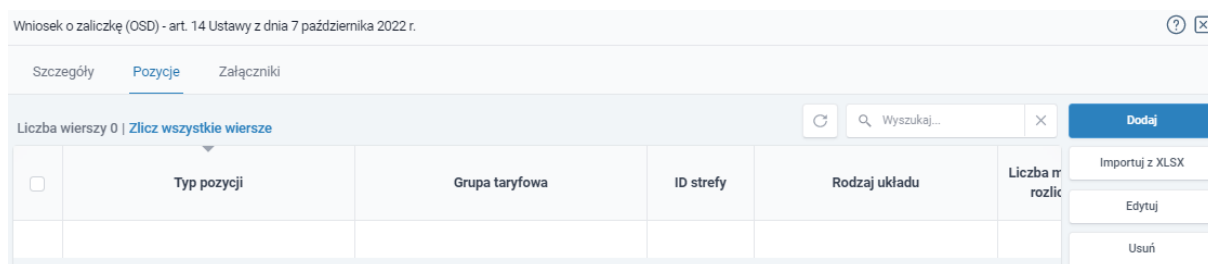 Wniosek o zaliczkę (OSD) - art. 14 Ustawy z dnia 7 października 2022 r.
Szczegóły Pozycje Załączniki
Liczba wierszy 0 | Zlicz wszystkie wiersze
Wyszukaj...
Dodaj
Importuj z XLSX
Edytuj
Usuń
Typ pozycji Grupa taryfowa ID strefy Rodzaj układu Liczba